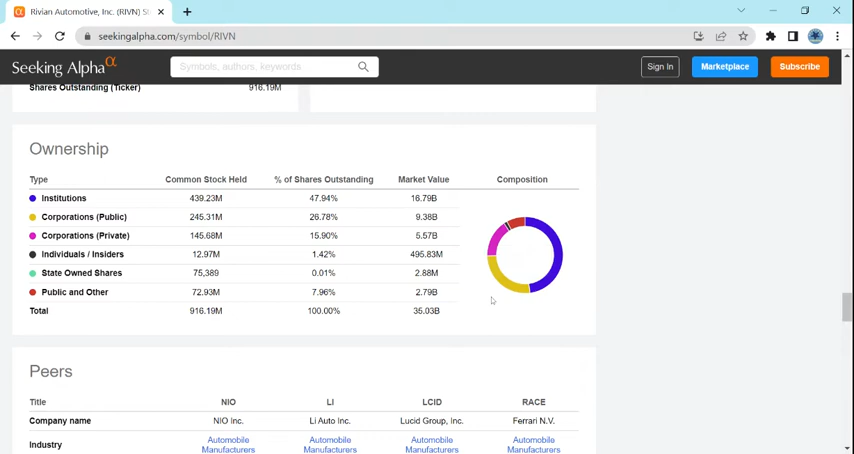 Rivian Automotive, Inc. (RIVN) St
seekingalpha.com/symbol/RIVN
Seeking Alpha α
Symbols, authors, keywords
Sign In
Marketplace
Subscribe
Shares Outstanding (Ticker) 916.19M
Ownership
Type Common Stock Held % of Shares Outstanding Market Value Composition
Institutions 439.23M 47.94% 16.79B
Corporations (Public) 245.31M 26.78% 9.38B
Corporations (Private) 145.68M 15.90% 5.57B
Individuals / Insiders 12.97M 1.42% 495.83M
State Owned Shares 75,389 0.01% 2.88M
Public and Other 72.93M 7.96% 2.79B
Total 916.19M 100.00% 35.03B
Peers
Title NIO LI LCID RACE
Company name NIO Inc. Li Auto Inc. Lucid Group, Inc. Ferrari N.V.
Industry Automobile Manufacturers Automobile Manufacturers Automobile Manufacturers Automobile Manufacturers